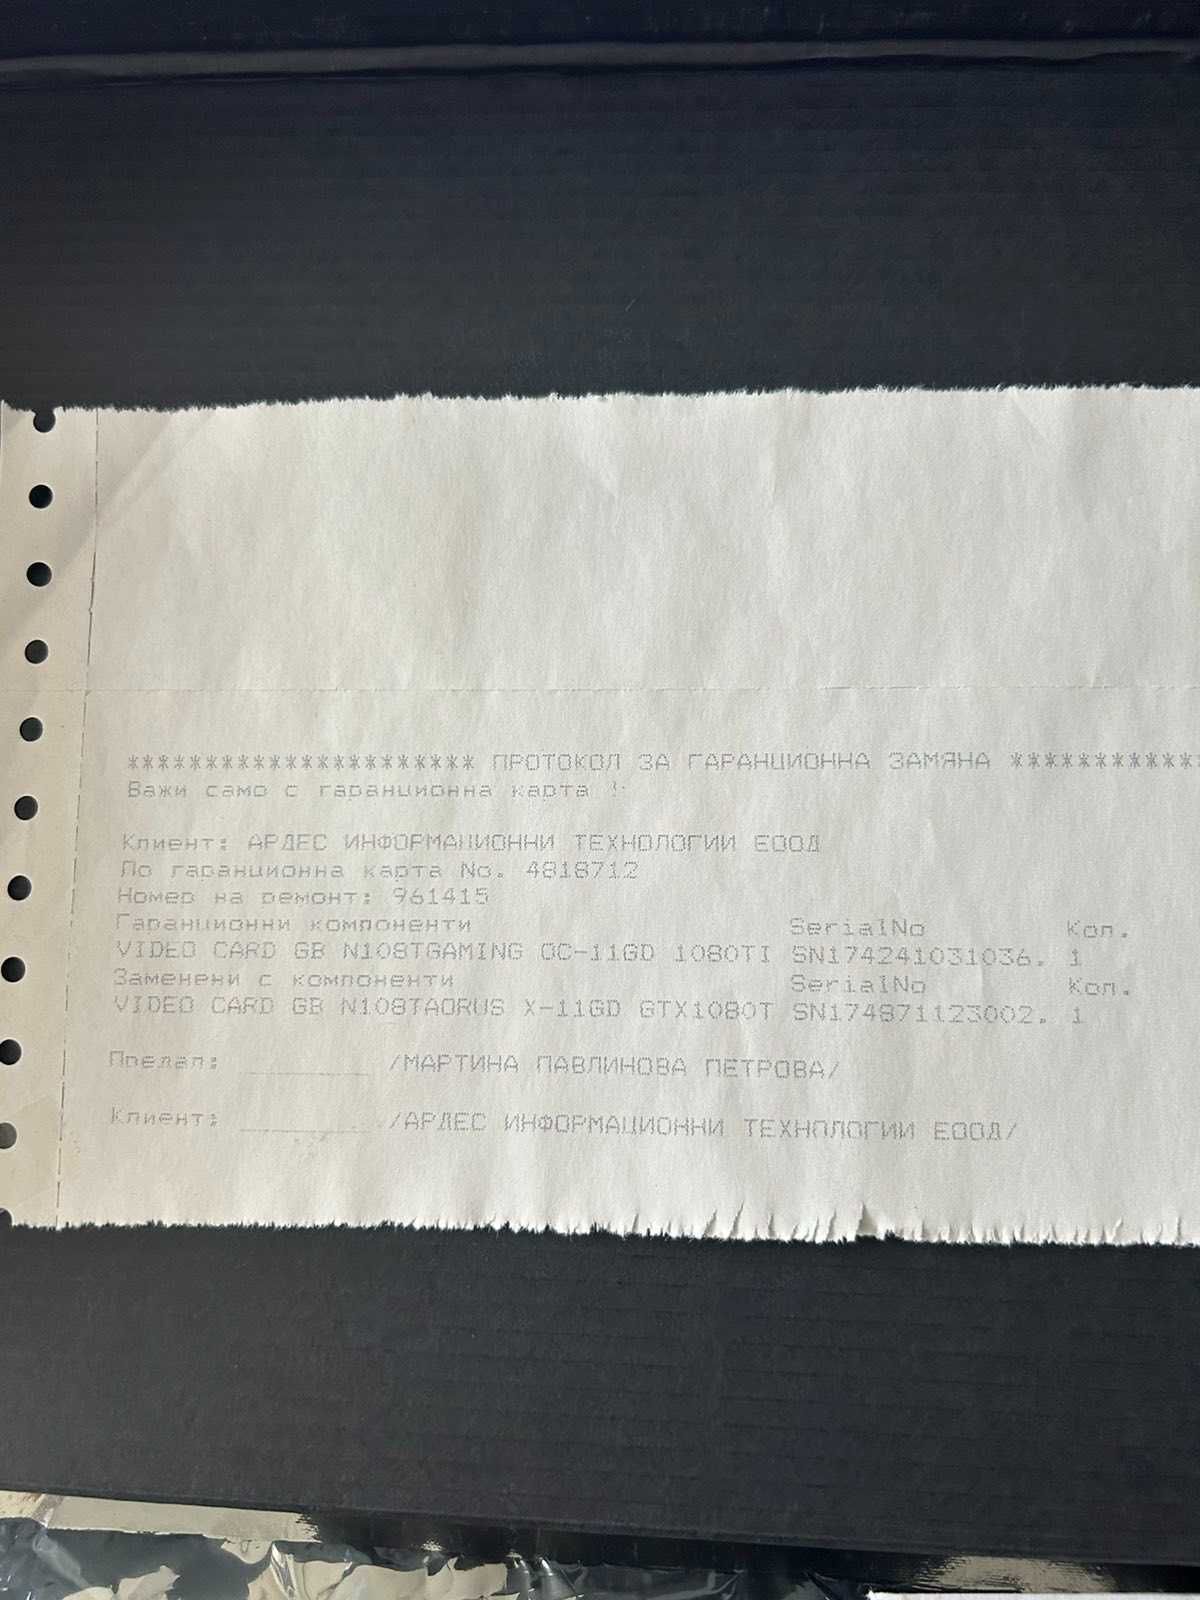 ********************** ПРОТОКОЛ ЗА ГАРАНЦИОННА ЗАМЯНА ************
Важи само с гаранционна карта !
Клиент: АРДЕС ИНФОРМАЦИОННИ ТЕХНОЛОГИИ ЕООД
По гаранционна карта No. 4818712
Номер на ремонт: 961415
Гаранционни компоненти SerialNo Кол.
VIDEO CARD GB N108TGAMING OC-11GD 1080TI SN174241031036. 1
Заменени с компоненти SerialNo Кол.
VIDEO CARD GB N108TAORUS X-11GD GTX1080T SN174871123002. 1
Предал: ________ /МАРТИНА ПАВЛИНОВА ПЕТРОВА/
Клиент: ________ /АРДЕС ИНФОРМАЦИОННИ ТЕХНОЛОГИИ ЕООД/